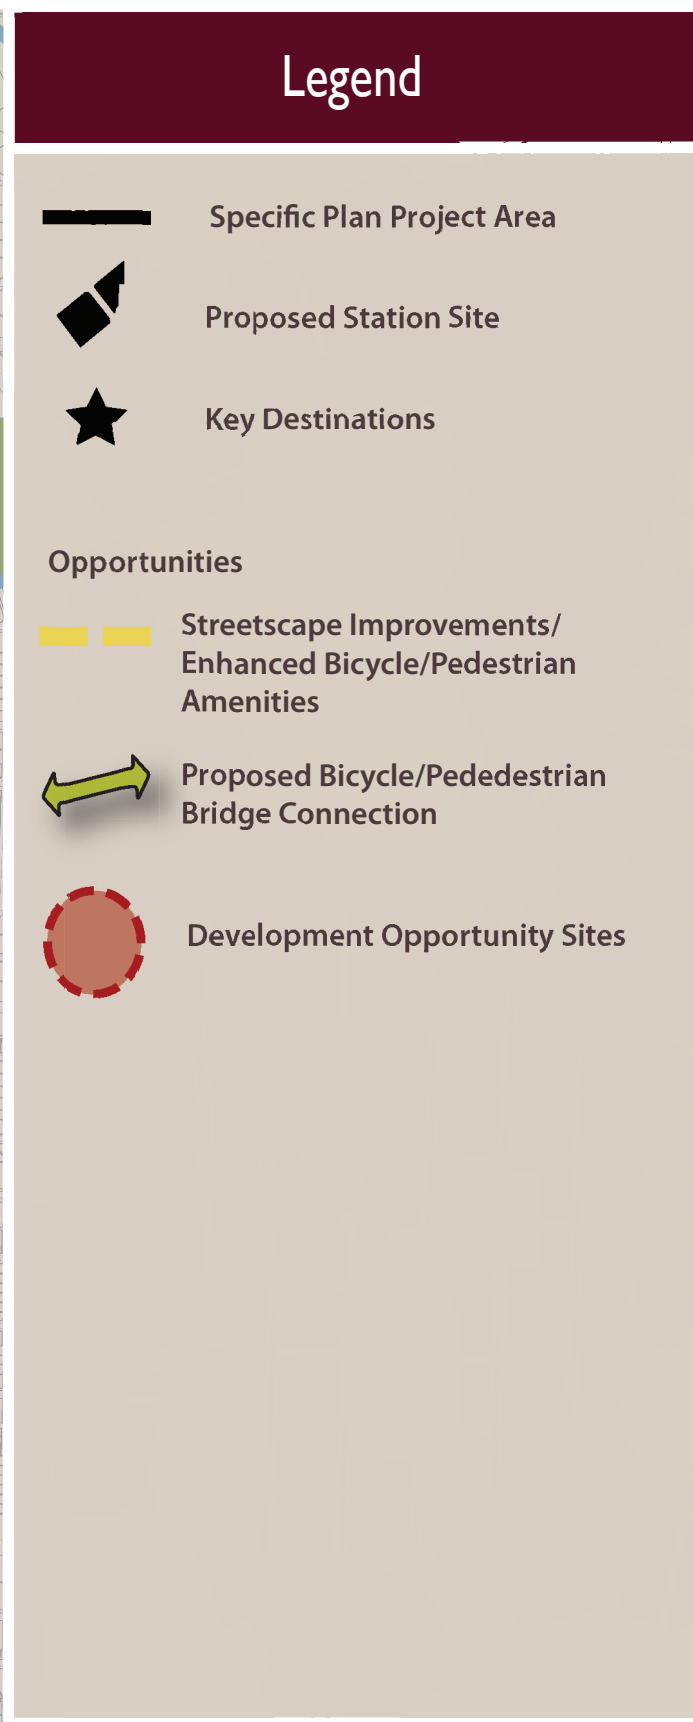 Legend
Specific Plan Project Area
Proposed Station Site
Key Destinations
Opportunities
Streetscape Improvements/
Enhanced Bicycle/Pedestrian
Amenities
Proposed Bicycle/Pededestrian
Bridge Connection
Development Opportunity Sites